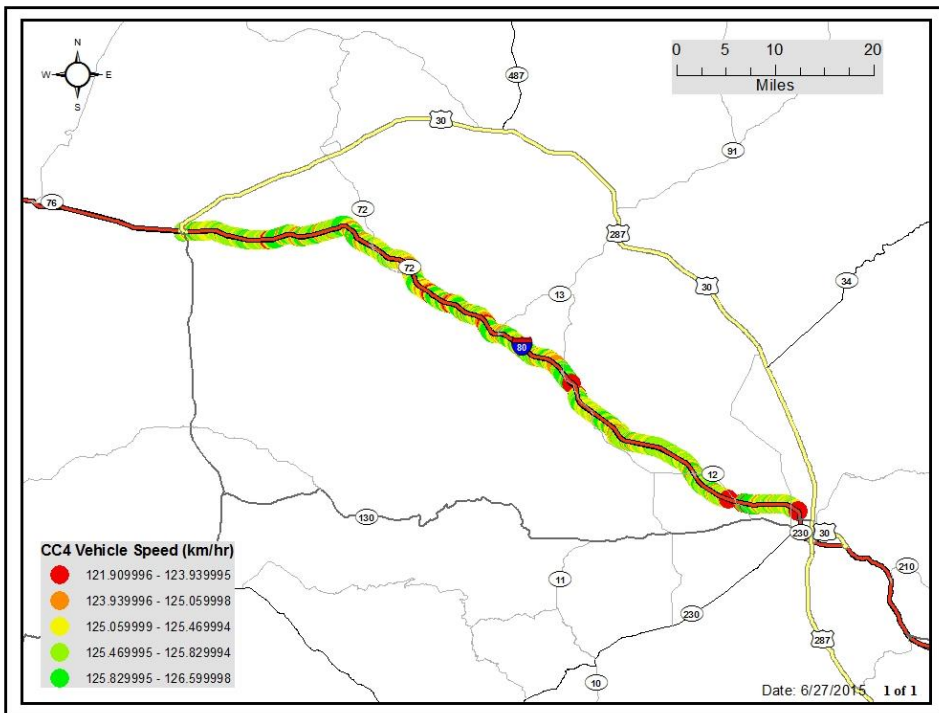 N
W E
S
0 5 10 20
Miles
487
30
91
76
72
287
72
34
30
13
80
12
130
230
30
210
11
230
287
10
CC4 Vehicle Speed (km/hr)
121.909996 - 123.939995
123.939996 - 125.059998
125.059999 - 125.469994
125.469995 - 125.829994
125.829995 - 126.599998
Date: 6/27/2015 1 of 1